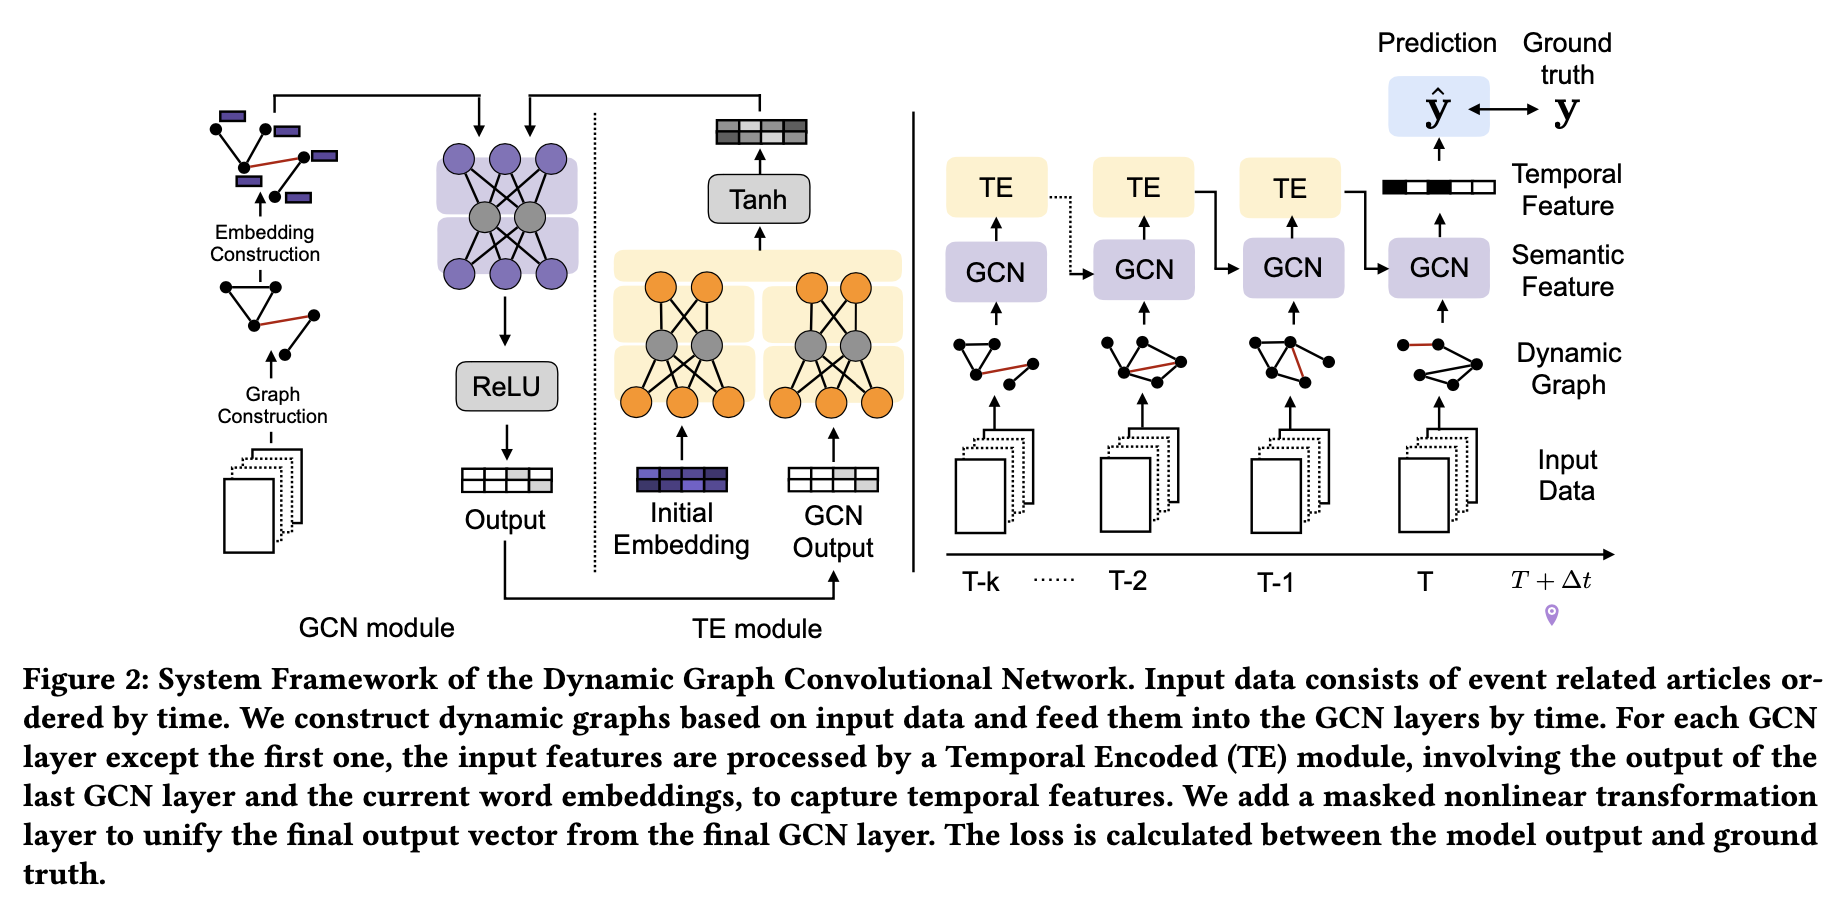 Prediction
Ground
truth
ŷ
y
Embedding
Construction
Graph
Construction
ReLU
Output
Tanh
Initial
Embedding
GCN
Output
GCN module
TE module
TE
TE
TE
Temporal
Feature
GCN
GCN
GCN
GCN
Semantic
Feature
Dynamic
Graph
Input
Data
T-k ...... T-2 T-1 T T + Δt
Figure 2: System Framework of the Dynamic Graph Convolutional Network. Input data consists of event related articles or-
dered by time. We construct dynamic graphs based on input data and feed them into the GCN layers by time. For each GCN
layer except the first one, the input features are processed by a Temporal Encoded (TE) module, involving the output of the
last GCN layer and the current word embeddings, to capture temporal features. We add a masked nonlinear transformation
layer to unify the final output vector from the final GCN layer. The loss is calculated between the model output and ground
truth.